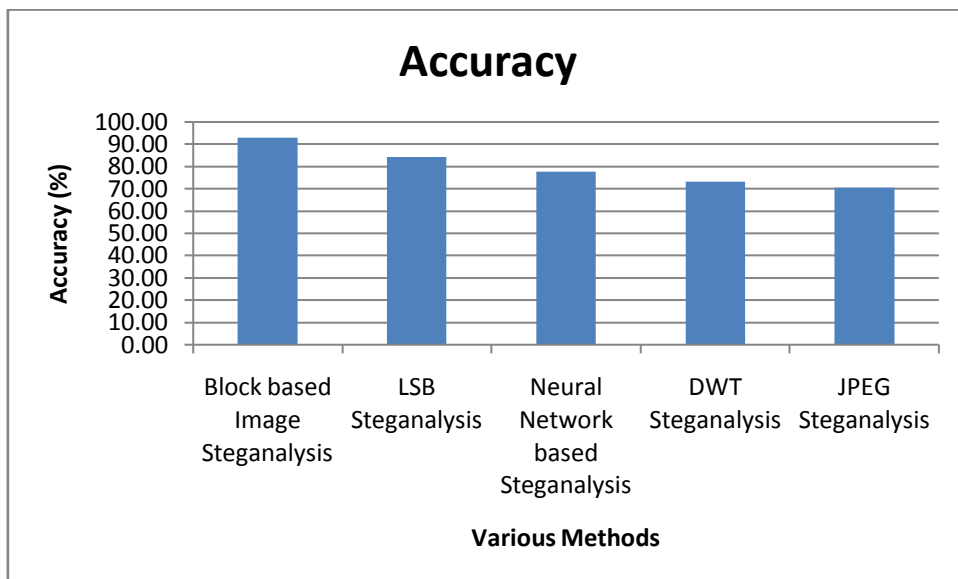 Accuracy
Accuracy (%)
100.00
90.00
80.00
70.00
60.00
50.00
40.00
30.00
20.00
10.00
0.00
Block based
Image
Steganalysis
LSB
Steganalysis
Neural
Network
based
Steganalysis
DWT
Steganalysis
JPEG
Steganalysis
Various Methods